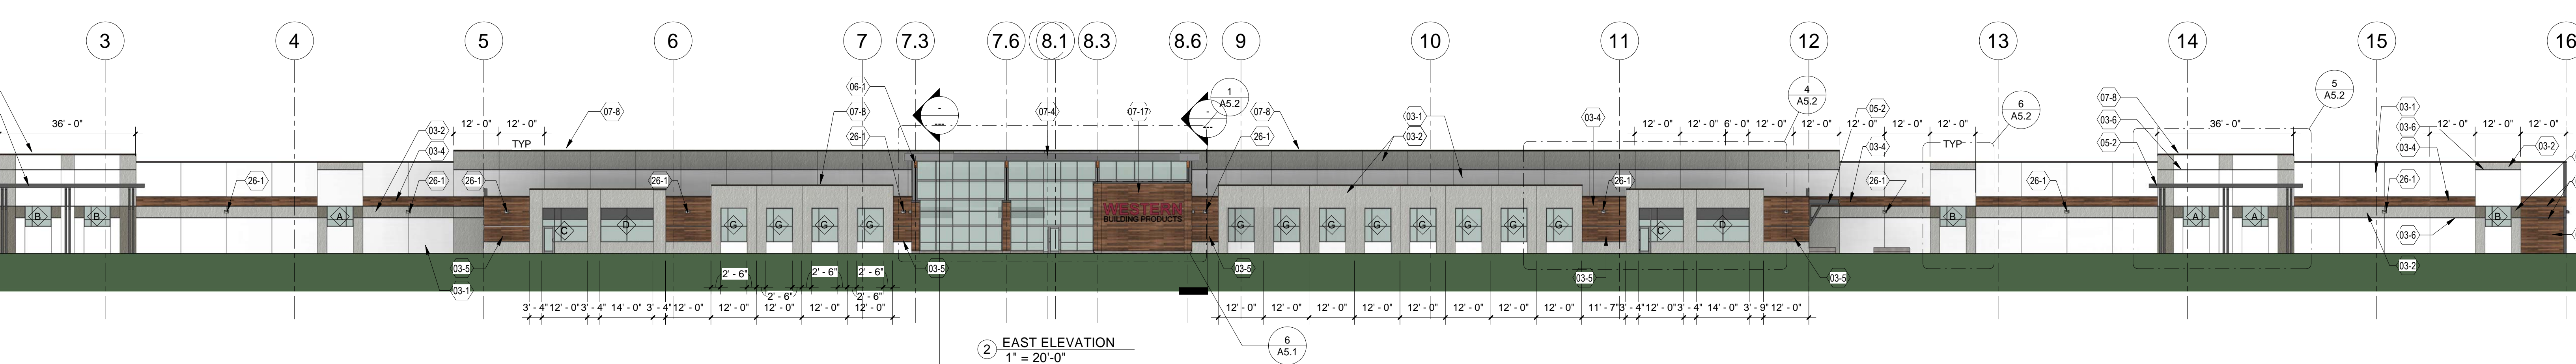 3 4 5 6 7 7.3 7.6 8.1 8.3 8.6 9 10 11 12 13 14 15 16
06-1 1 4 5
A5.2 A5.2 A5.2
07-8 07-8 - --- 07-4 07-17 - --- 07-8 03-1 03-4 05-2 6 07-8 03-1
A5.2
36' - 0" 03-2 12' - 0" 12' - 0" 26-1 26-1 03-2 12' - 0" 12' - 0" 6' - 0" 12' - 0" 12' - 0" 12' - 0" 12' - 0" 12' - 0" 03-6 36' - 0" 03-6 12' - 0" 12' - 0" 12' - 0"
03-4 TYP 03-4 TYP 05-2 03-4 03-2
26-1 26-1 26-1 26-1 26-1 26-1 26-1 26-1 26-1
WESTERN
BUILDING PRODUCTS
B B A C D G G G G G G G G G G G G C D B A A B
03-6 03-6
03-5 03-5 03-5 03-5 03-5 03-2
2' - 6" 2' - 6" 2' - 6"
03-1 2' - 6" 2' - 6"
3' - 4" 12' - 0" 3' - 4" 14' - 0" 3' - 4" 12' - 0" 12' - 0" 12' - 0" 12' - 0" 12' - 0" 12' - 0" 12' - 0" 12' - 0" 12' - 0" 12' - 0" 12' - 0" 12' - 0" 12' - 0" 11' - 7" 3' - 4" 12' - 0" 3' - 4" 14' - 0" 3' - 9" 12' - 0"
2 EAST ELEVATION
1" = 20'-0"
6
A5.1